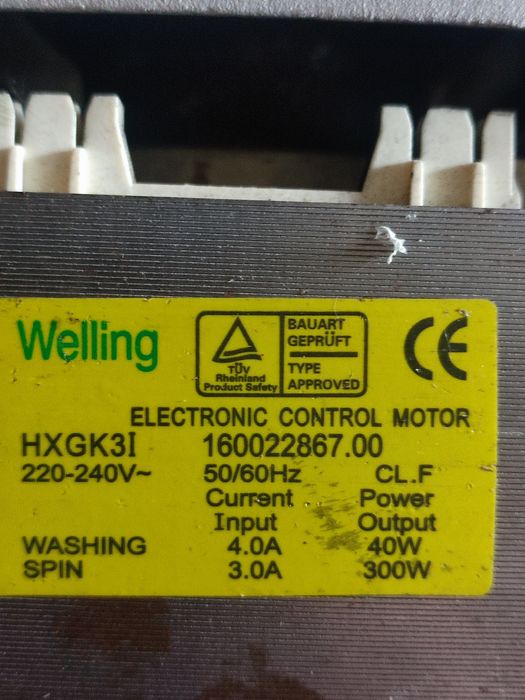 Welling
TÜV
Rheinland
Product Safety
BAUART
GEPRÜFT
TYPE
APPROVED
CE
ELECTRONIC CONTROL MOTOR
HXGK3I 160022867.00
220-240V~ 50/60Hz CL.F
Current Power
Input Output
WASHING 4.0A 40W
SPIN 3.0A 300W